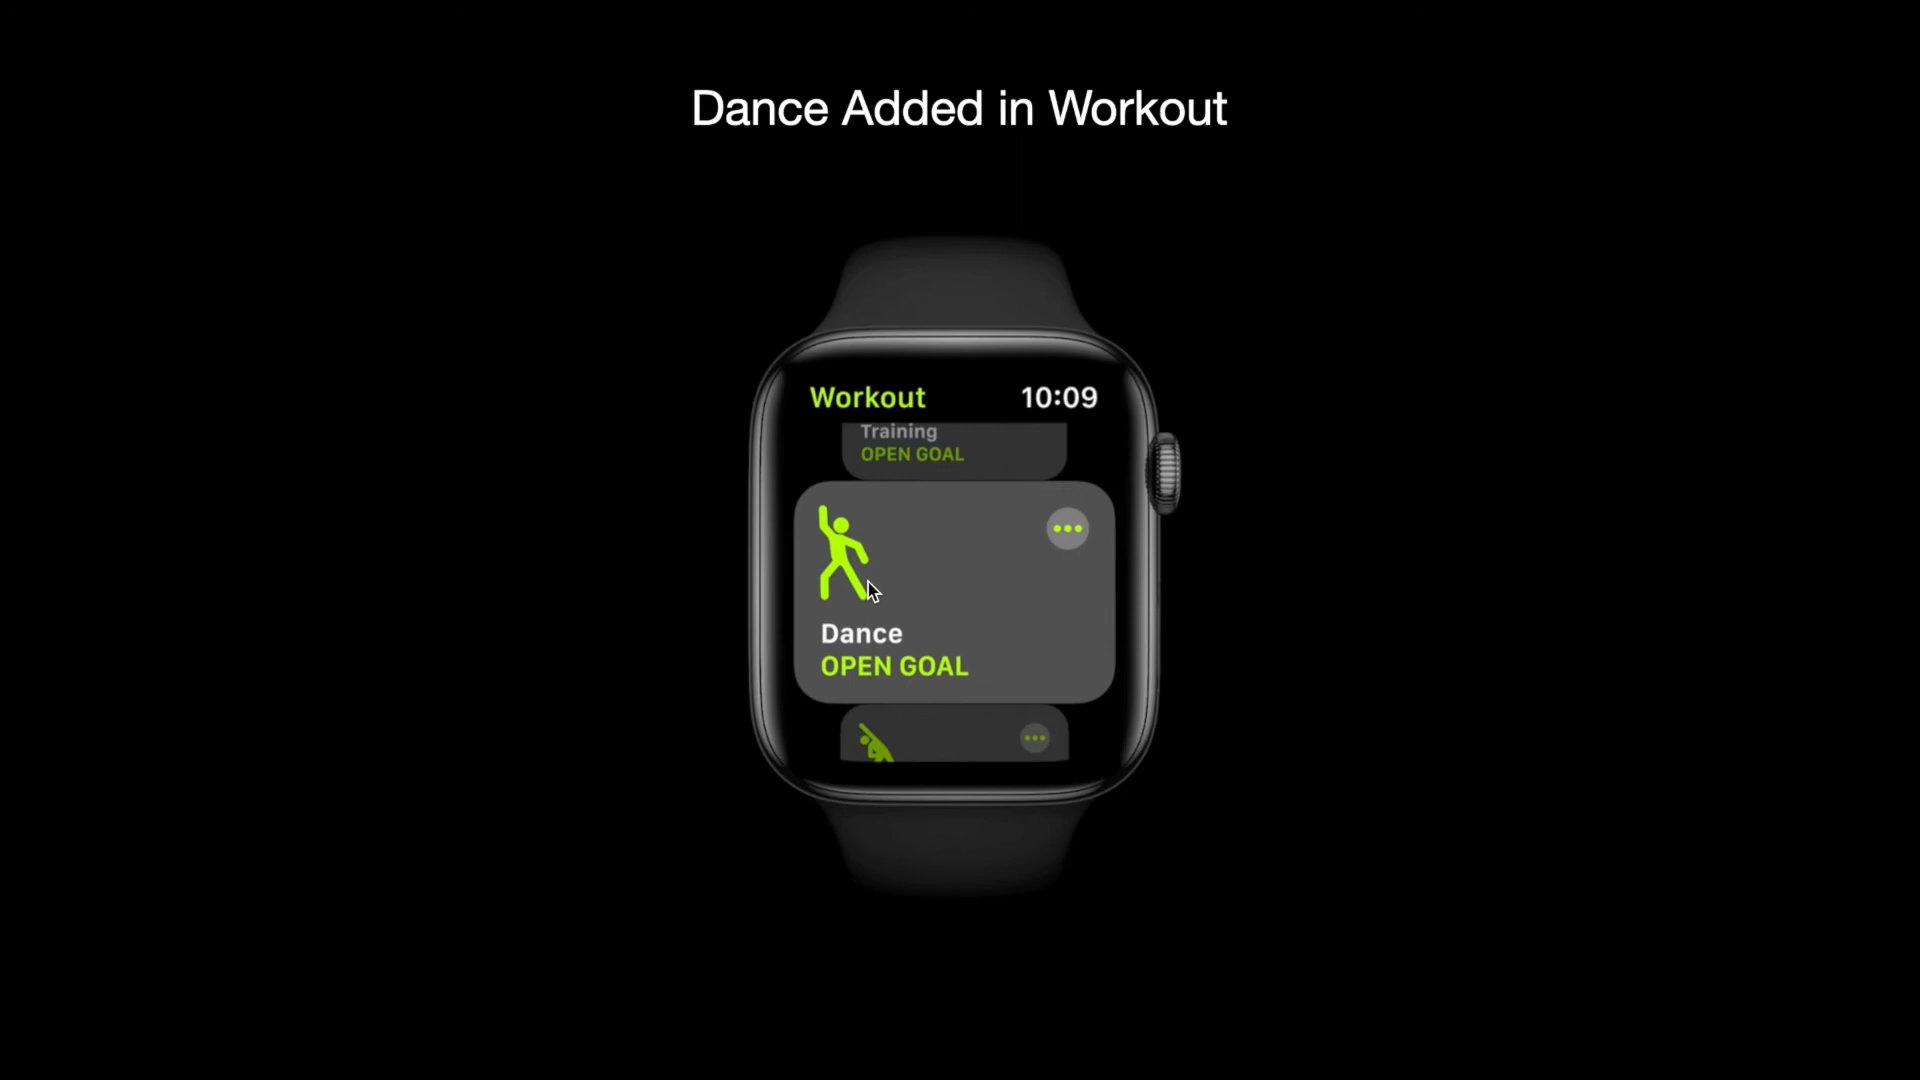 Dance Added in Workout
Workout 10:09
Training
OPEN GOAL
Dance
OPEN GOAL